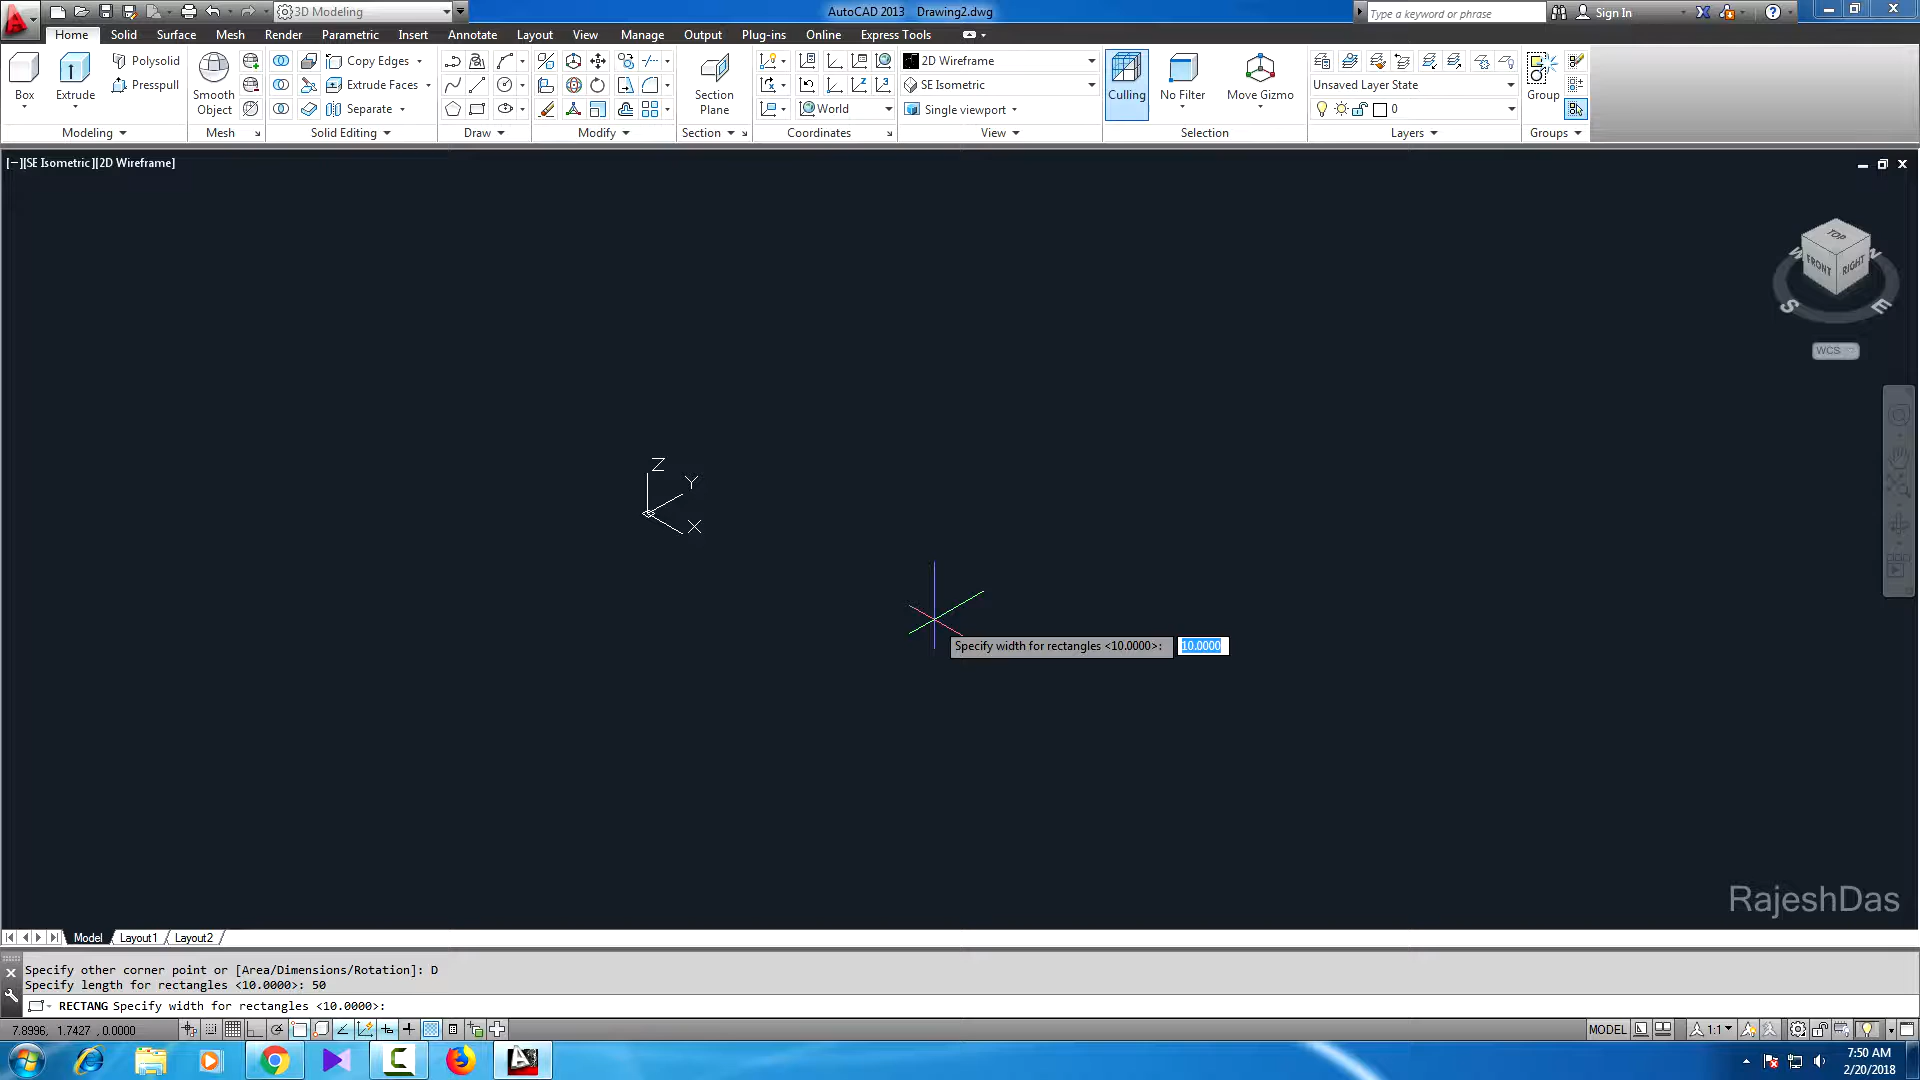 3D Modeling
AutoCAD 2013 Drawing2.dwg
Type a keyword or phrase
Sign In
Home Solid Surface Mesh Render Parametric Insert Annotate Layout View Manage Output Plug-ins Online Express Tools
Box
Extrude
Polysolid
Presspull
Modeling
Smooth Object
Mesh
Copy Edges
Extrude Faces
Separate
Solid Editing
Draw
Modify
Section Plane
Section
World
Coordinates
2D Wireframe
SE Isometric
Single viewport
View
Culling
No Filter
Move Gizmo
Selection
Unsaved Layer State
0
Layers
Group
Groups
[−][SE Isometric][2D Wireframe]
TOP
FRONT
RIGHT
W
N
S
E
WCS
Z
Y
X
Specify width for rectangles <10.0000>: 10.0000
RajeshDas
Model Layout1 Layout2
Specify other corner point or [Area/Dimensions/Rotation]: D
Specify length for rectangles <10.0000>: 50
RECTANG Specify width for rectangles <10.0000>:
7.8996, 1.7427 , 0.0000
MODEL
1:1
7:50 AM
2/20/2018